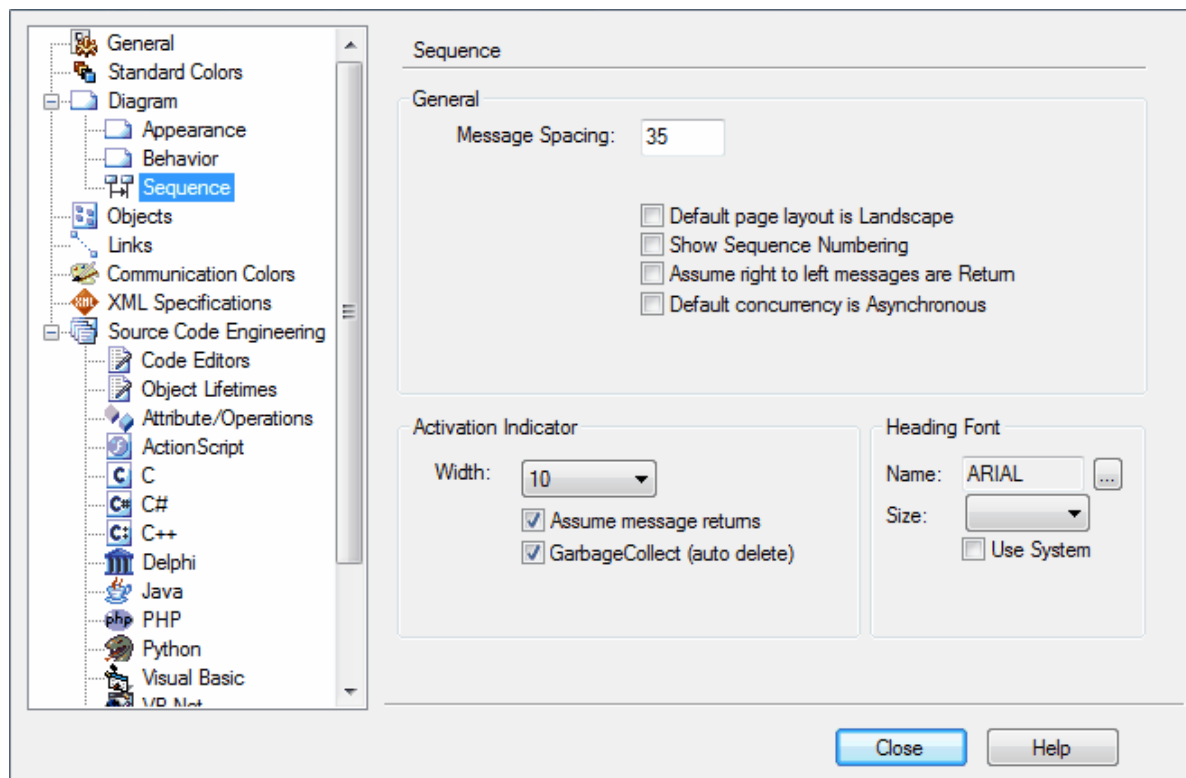 General
Standard Colors
Diagram
Appearance
Behavior
Sequence
Objects
Links
Communication Colors
XML Specifications
Source Code Engineering
Code Editors
Object Lifetimes
Attribute/Operations
ActionScript
C
C#
C++
Delphi
Java
php PHP
Python
Visual Basic
VB.Net
Sequence
General
Message Spacing: 35
Default page layout is Landscape
Show Sequence Numbering
Assume right to left messages are Return
Default concurrency is Asynchronous
Activation Indicator
Width: 10
Assume message returns
GarbageCollect (auto delete)
Heading Font
Name: ARIAL ...
Size:
Use System
Close
Help